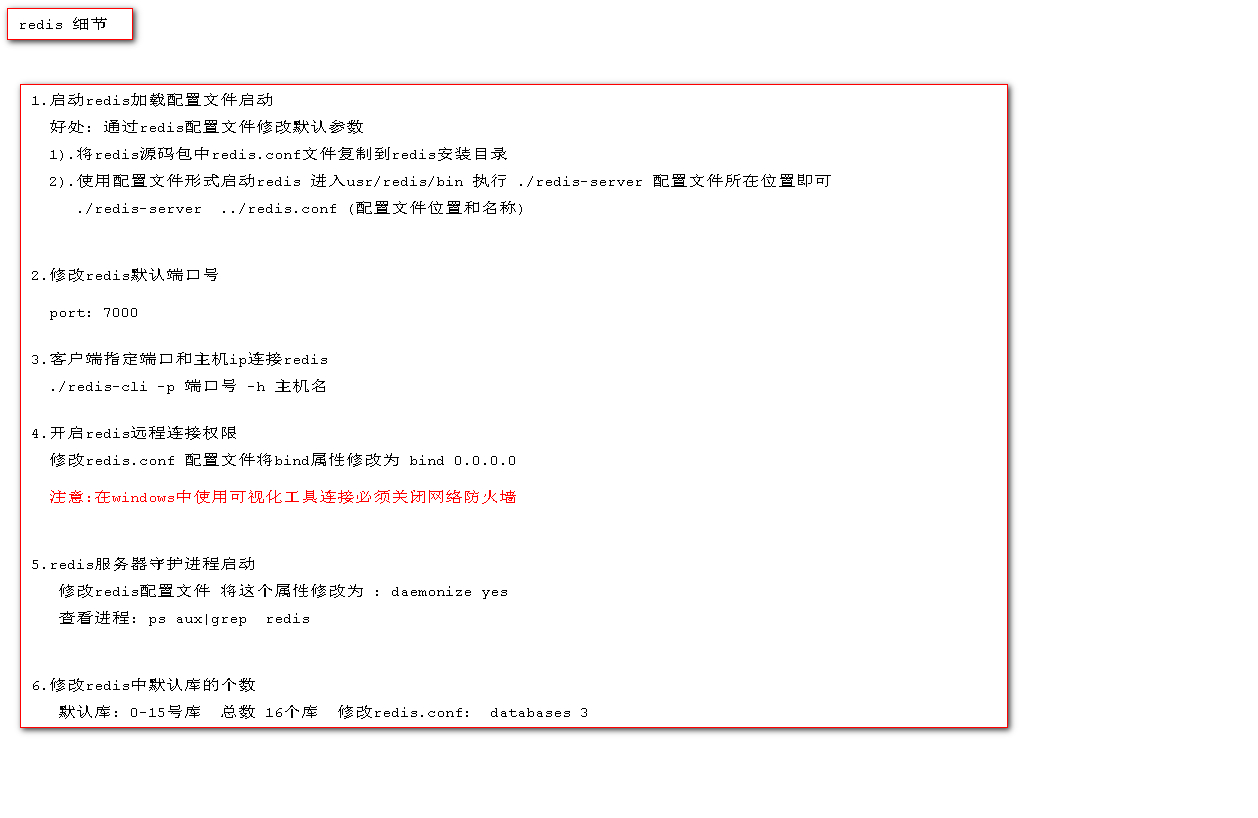 redis 细节
1.启动redis加载配置文件启动
好处: 通过redis配置文件修改默认参数
1).将redis源码包中redis.conf文件复制到redis安装目录
2).使用配置文件形式启动redis 进入usr/redis/bin 执行 ./redis-server 配置文件所在位置即可
./redis-server  ../redis.conf (配置文件位置和名称)
2.修改redis默认端口号
port: 7000
3.客户端指定端口和主机ip连接redis
./redis-cli -p 端口号 -h 主机名
4.开启redis远程连接权限
修改redis.conf 配置文件将bind属性修改为 bind 0.0.0.0
注意:在windows中使用可视化工具连接必须关闭网络防火墙
5.redis服务器守护进程启动
修改redis配置文件 将这个属性修改为 : daemonize yes
查看进程: ps aux|grep  redis
6.修改redis中默认库的个数
默认库: 0-15号库  总数 16个库  修改redis.conf:  databases 3